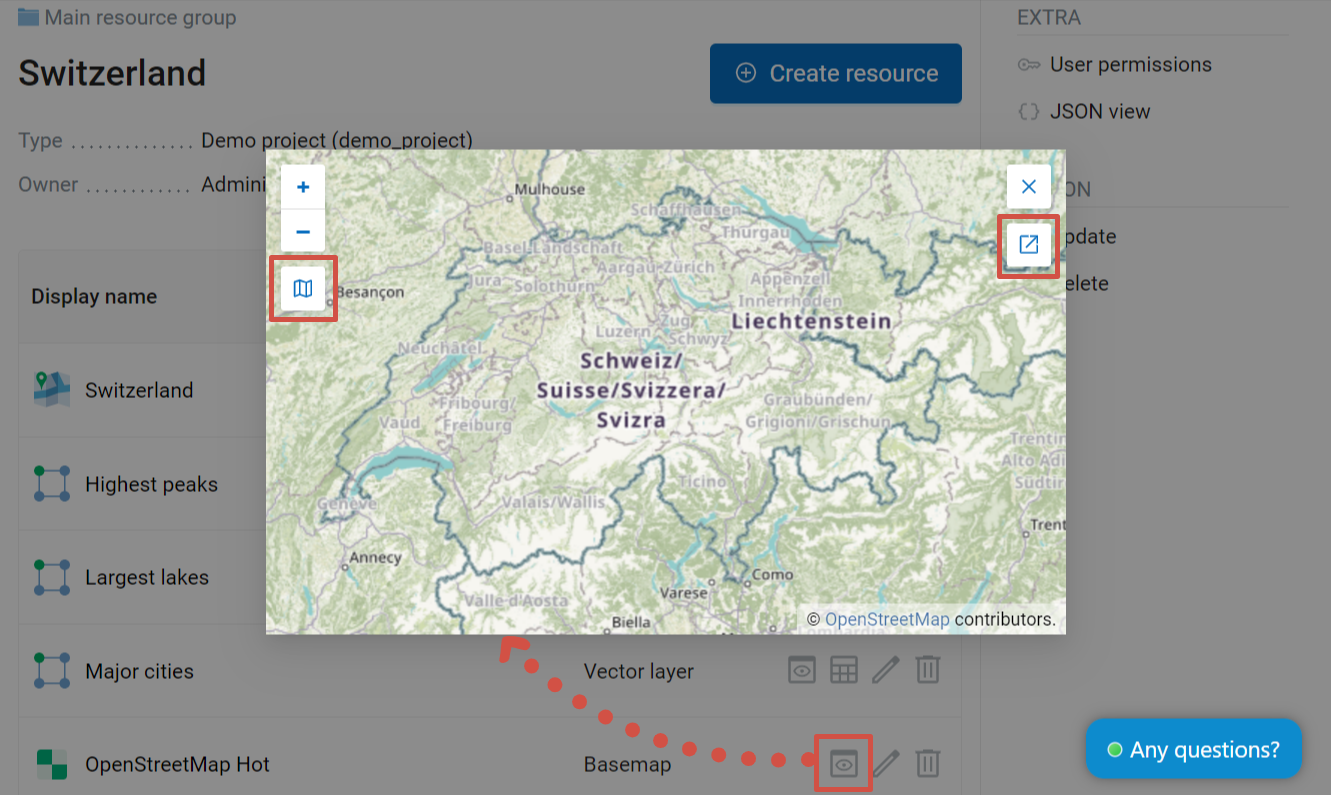 Main resource group
Switzerland
Create resource
Type .............. Demo project (demo_project)
Owner ............ Admini
Display name
Switzerland
Highest peaks
Largest lakes
Major cities
Vector layer
OpenStreetMap Hot
Basemap
EXTRA
User permissions
JSON view
ON
pdate
elete
+
−
Mulhouse
Schaffhausen
Thurgau
Basel-Landschaft
Aargau
Zürich
Jura
Solothurn
Appenzell
Innerrhoden
Besançon
Zug
Luzern
Schwyz
Liechtenstein
Neuchâtel
Schweiz/
Suisse/Svizzera/
Svizra
Fribourg/
Freiburg
Vaud
Graubünden/
Grigioni/Grischun
Trentin
Alto Adi
Südtir
Ticino
Valais/Wallis
Genève
Trent
Annecy
Como
Varese
Valle d'Aosta
Biella
Lombardia
© OpenStreetMap contributors.
Any questions?